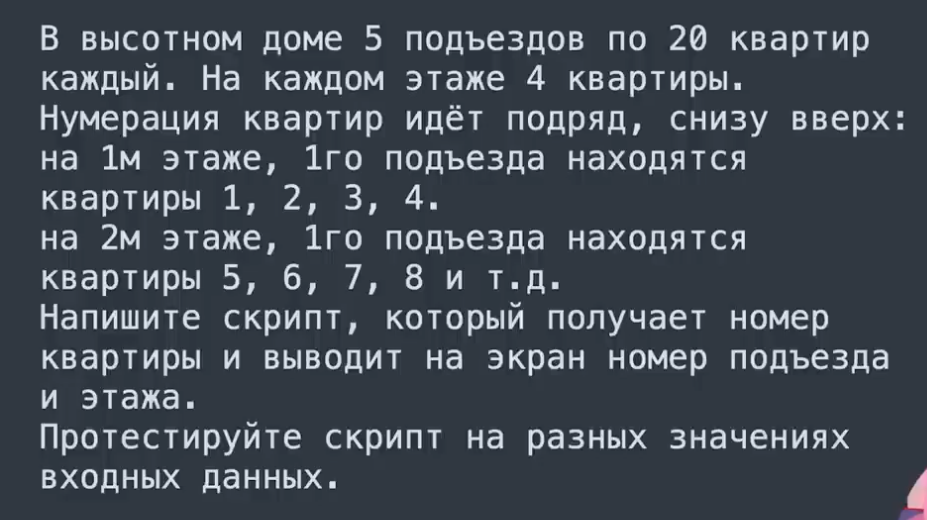 В высотном доме 5 подъездов по 20 квартир
каждый. На каждом этаже 4 квартиры.
Нумерация квартир идёт подряд, снизу вверх:
на 1м этаже, 1го подъезда находятся
квартиры 1, 2, 3, 4.
на 2м этаже, 1го подъезда находятся
квартиры 5, 6, 7, 8 и т.д.
Напишите скрипт, который получает номер
квартиры и выводит на экран номер подъезда
и этажа.
Протестируйте скрипт на разных значениях
входных данных.